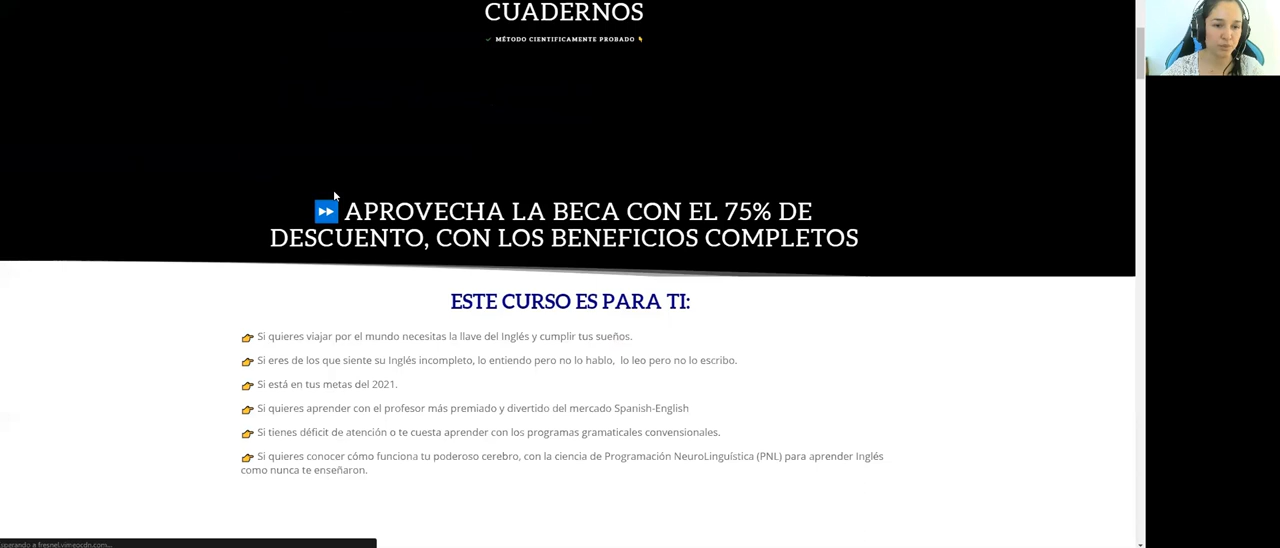 CUADERNOS
✓ MÉTODO CIENTIFICAMENTE PROBADO 👇
⏩ APROVECHA LA BECA CON EL 75% DE
DESCUENTO, CON LOS BENEFICIOS COMPLETOS
ESTE CURSO ES PARA TI:
👉 Si quieres viajar por el mundo necesitas la llave del Inglés y cumplir tus sueños.
👉 Si eres de los que siente su Inglés incompleto, lo entiendo pero no lo hablo, lo leo pero no lo escribo.
👉 Si está en tus metas del 2021.
👉 Si quieres aprender con el profesor más premiado y divertido del mercado Spanish-English
👉 Si tienes déficit de atención o te cuesta aprender con los programas gramaticales convensionales.
👉 Si quieres conocer cómo funciona tu poderoso cerebro, con la ciencia de Programación NeuroLinguística (PNL) para aprender Inglés
como nunca te enseñaron.
sperando a fresnel.vimeocdn.com...